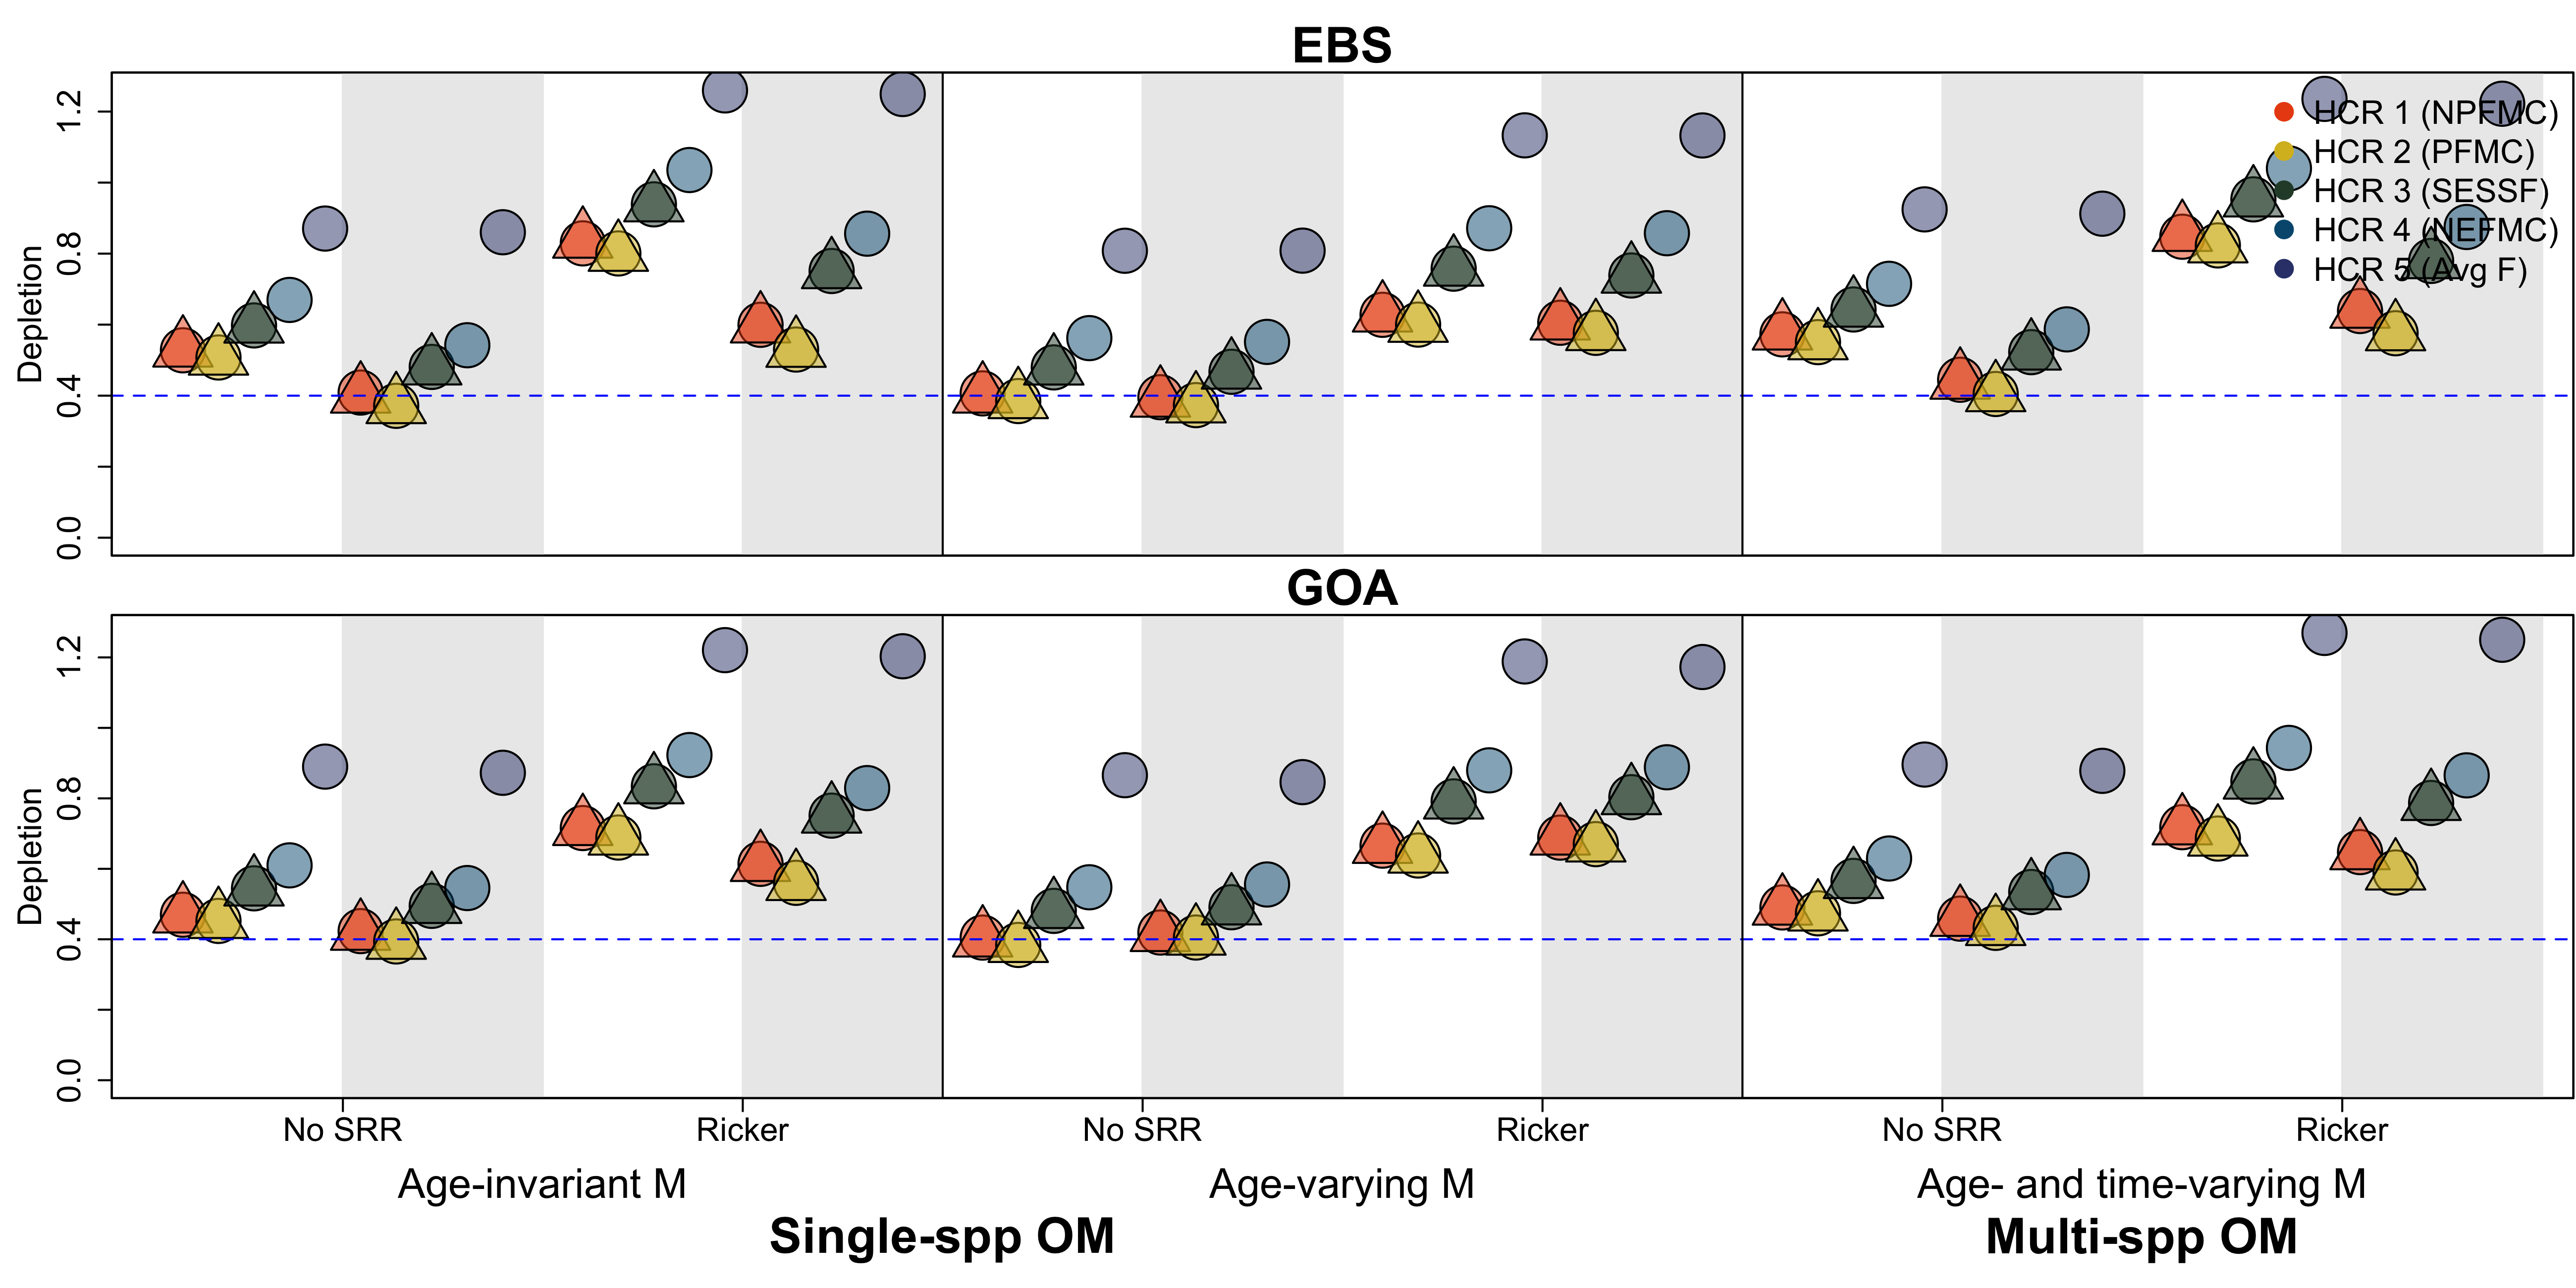 EBS
Depletion
1.2
0.8
0.4
0.0
HCR 1 (NPFMC)
HCR 2 (PFMC)
HCR 3 (SESSF)
HCR 4 (NEFMC)
HCR 5 (Avg F)
GOA
Depletion
1.2
0.8
0.4
0.0
No SRR Ricker No SRR Ricker No SRR Ricker
Age-invariant M Age-varying M Age- and time-varying M
Single-spp OM Multi-spp OM